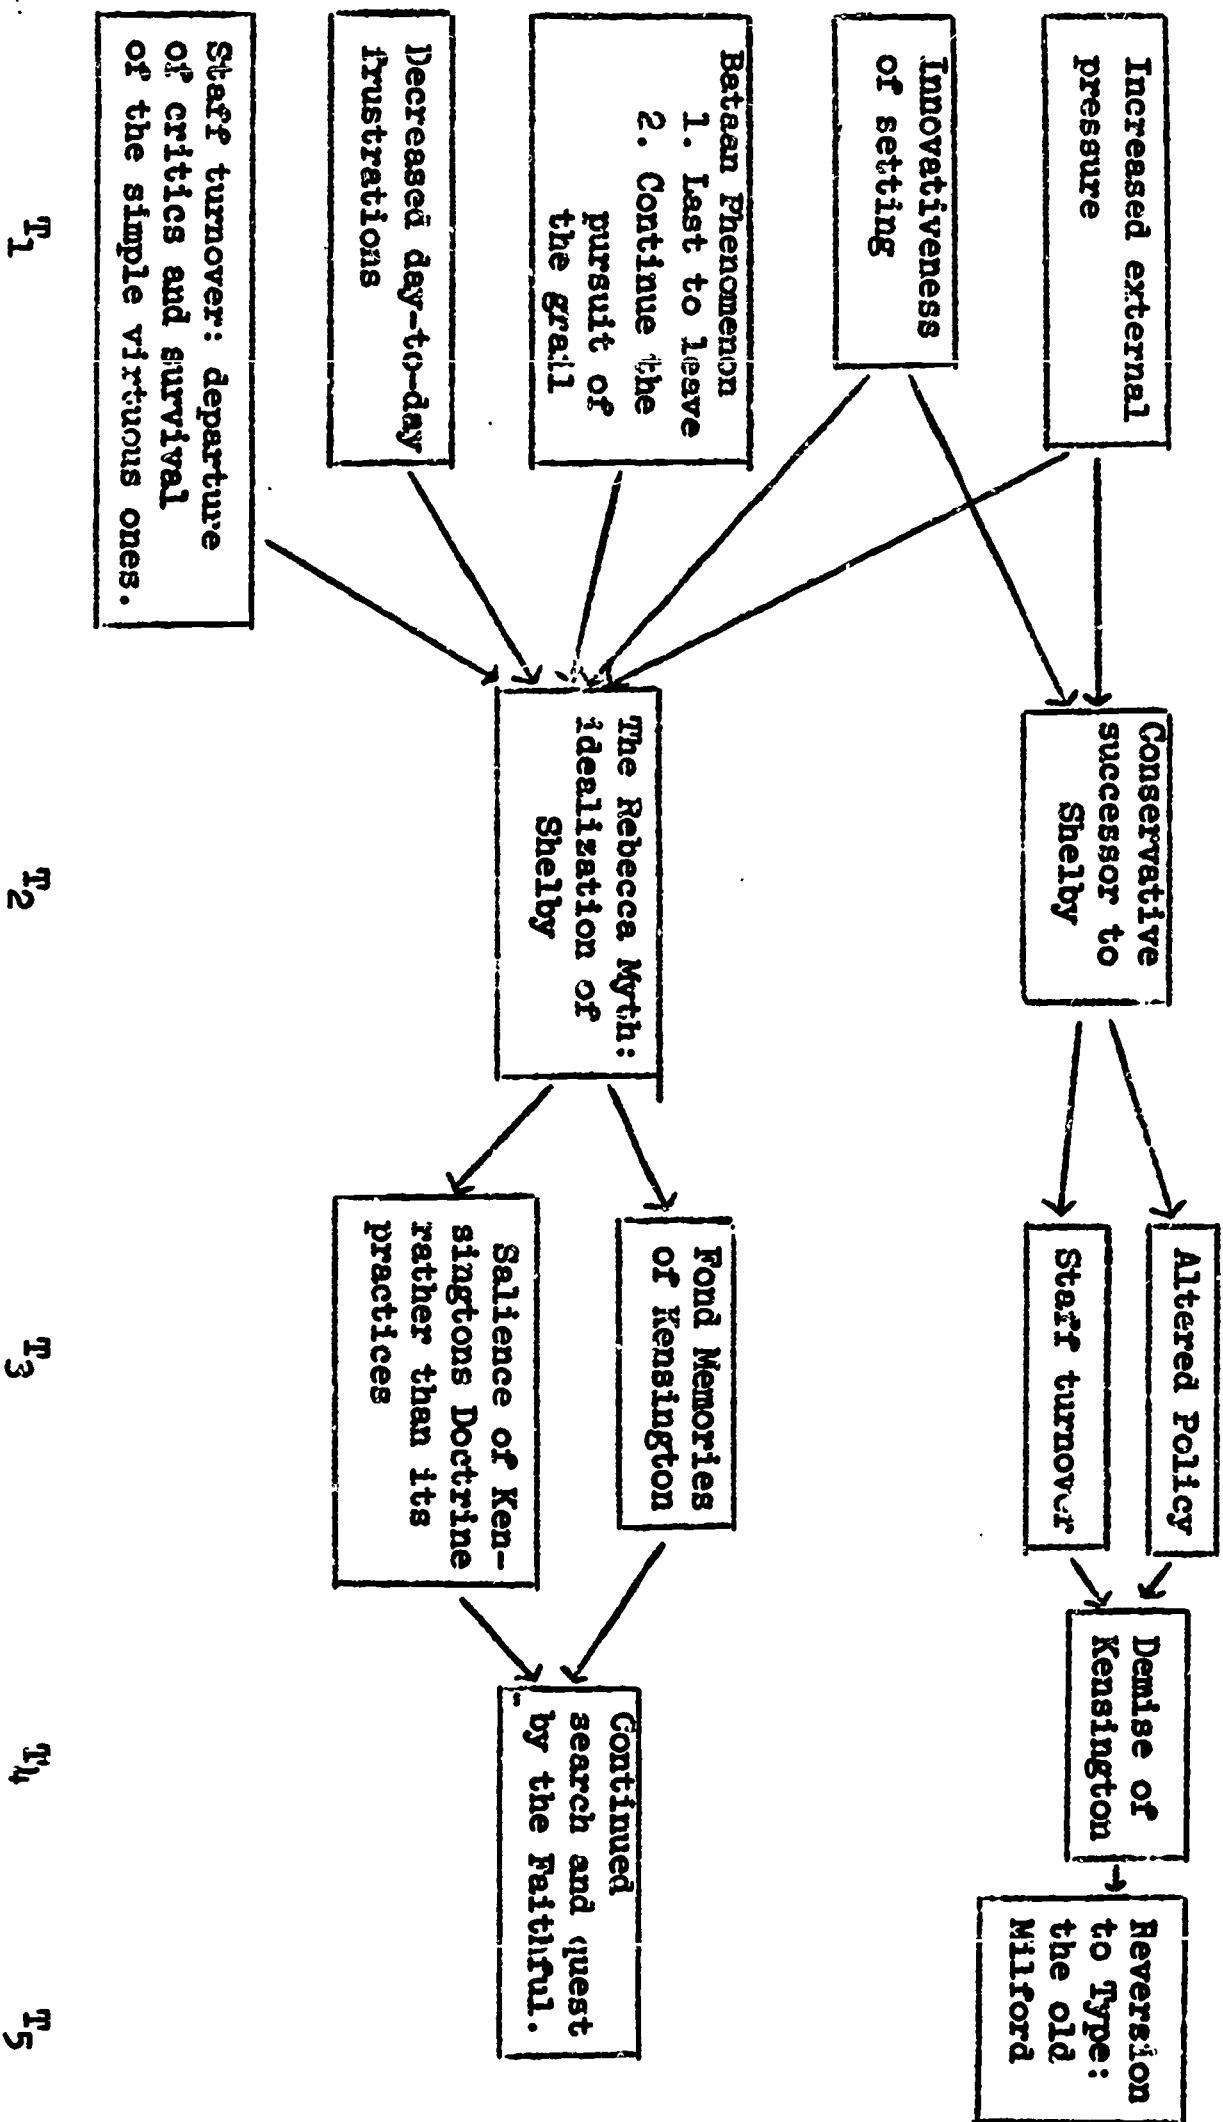 Increased external
pressure
Innovativeness
of setting
Bataan Phenomenon
1. Last to leave
2. Continue the
pursuit of
the grail
Decreased day-to-day
frustrations
Staff turnover: departure
of critics and survival
of the simple virtuous ones.
T1
Conservative
successor to
Shelby
The Rebecca Myth:
idealization of
Shelby
T2
Altered Policy
Staff turnover
Fond Memories
of Kensington
Salience of Ken-
singtons Doctrine
rather than its
practices
T3
Demise of
Kensington
Continued
search and quest
by the Faithful.
T4
Reversion
to Type:
the old
Milford
T5